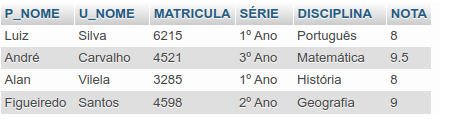 P_NOME U_NOME MATRICULA SÉRIE DISCIPLINA NOTA
Luiz Silva 6215 1º Ano Português 8
André Carvalho 4521 3º Ano Matemática 9.5
Alan Vilela 3285 1º Ano História 8
Figueiredo Santos 4598 2º Ano Geografia 9